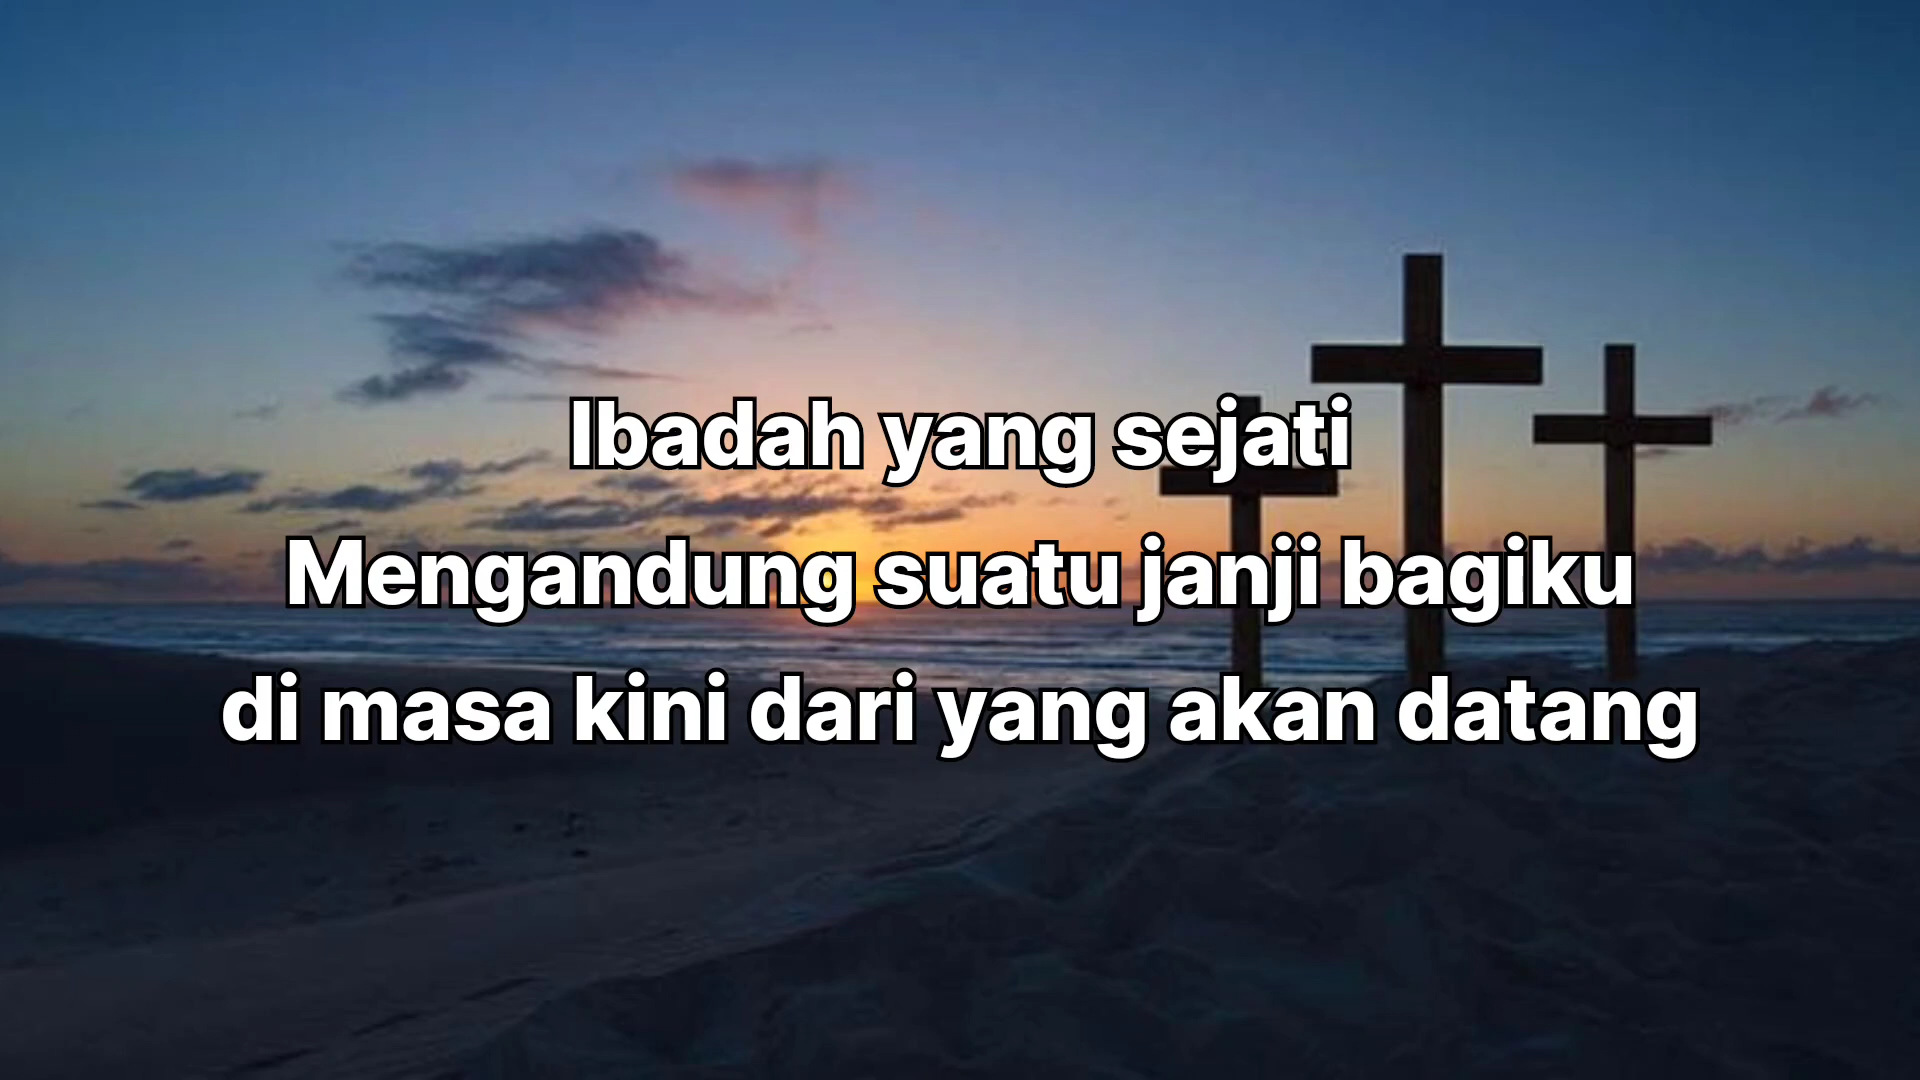 Ibadah yang sejati
Mengandung suatu janji bagiku
di masa kini dari yang akan datang